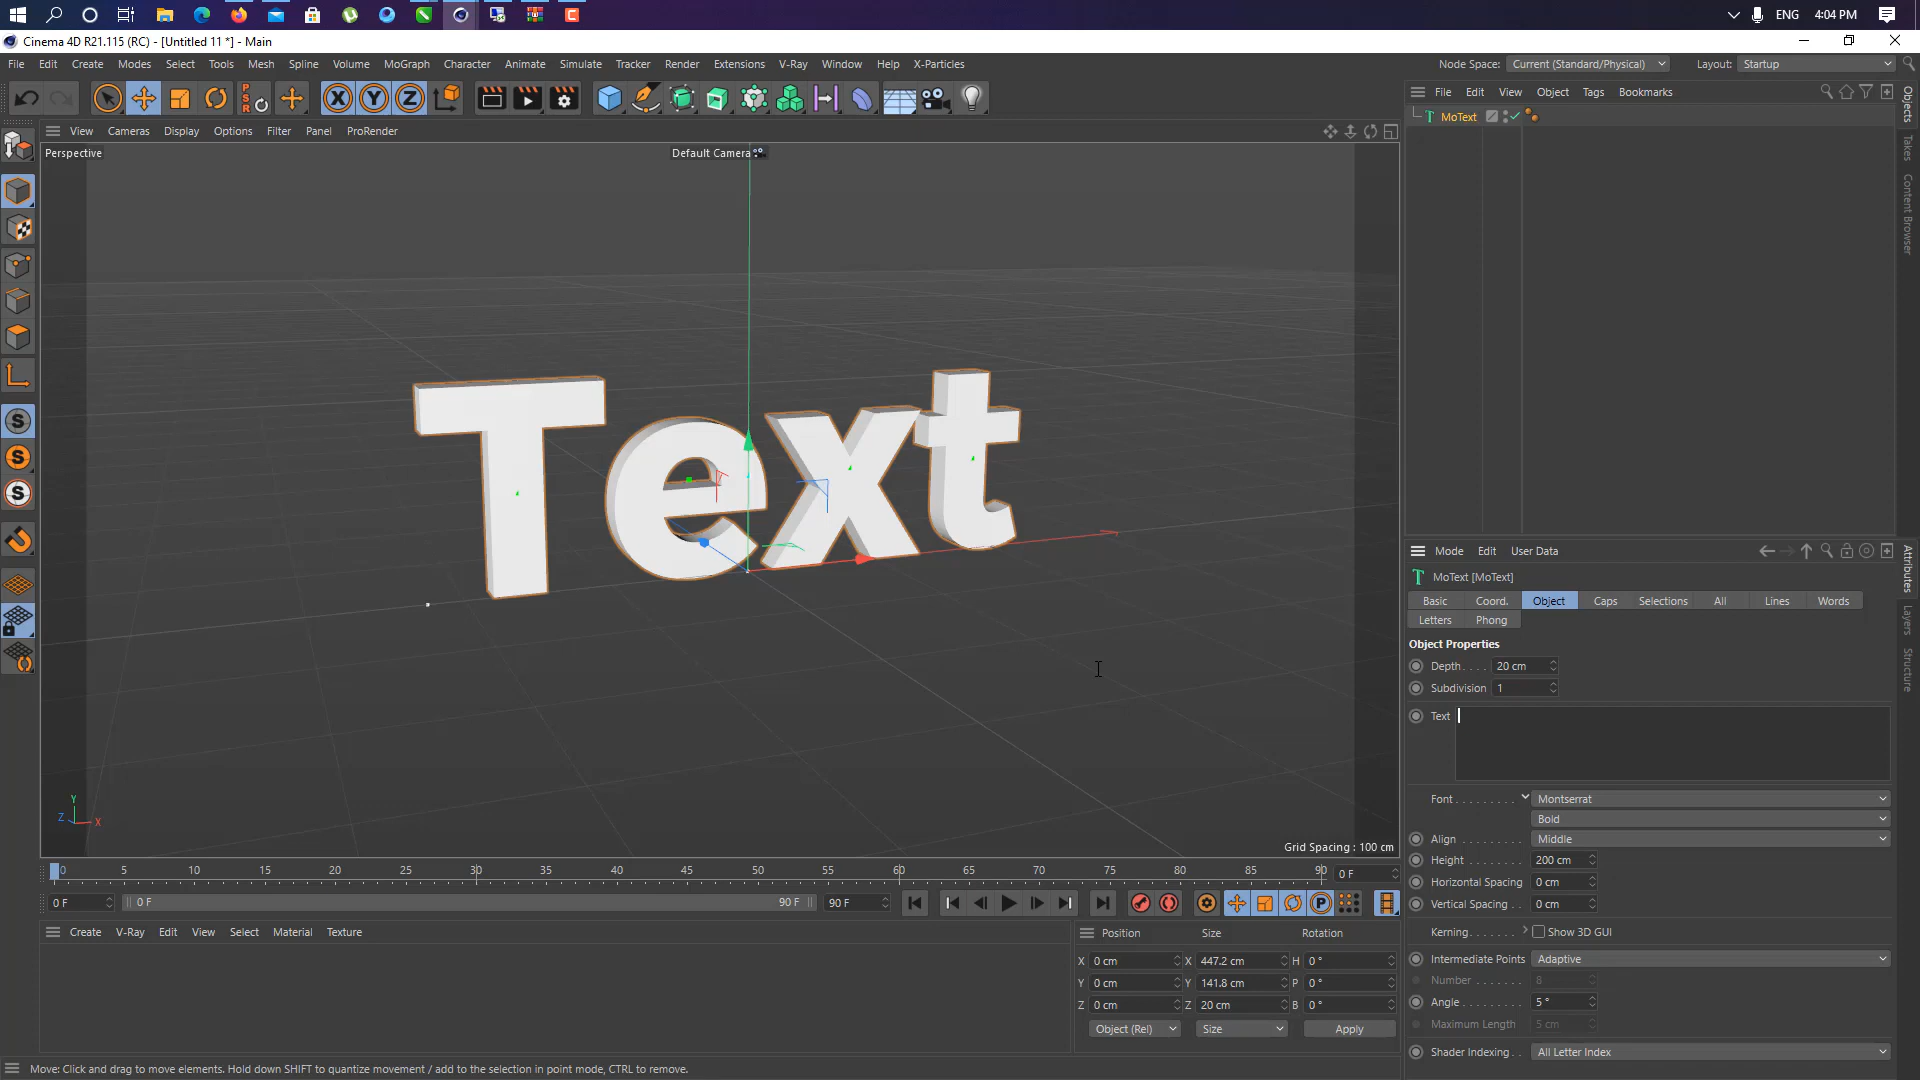 ENG
4:04 PM
Cinema 4D R21.115 (RC) - [Untitled 11 *] - Main
File Edit Create Modes Select Tools Mesh Spline Volume MoGraph Character Animate Simulate Tracker Render Extensions V-Ray Window Help X-Particles
Node Space: Current (Standard/Physical) Layout: Startup
PSR X Y Z
File Edit View Object Tags Bookmarks
MoText
View Cameras Display Options Filter Panel ProRender
Perspective
Default Camera
Text
Y
Z
X
Grid Spacing : 100 cm
Objects
Takes
Content Browser
Mode Edit User Data
MoText [MoText]
Basic Coord. Object Caps Selections All Lines Words
Letters Phong
Object Properties
Depth. . . . 20 cm
Subdivision 1
Text
Font . . . . . . . . . Montserrat
Bold
Align . . . . . . . . Middle
Height . . . . . . . . 200 cm
Horizontal Spacing 0 cm
Vertical Spacing . . 0 cm
Kerning. . . . . . . Show 3D GUI
Intermediate Points Adaptive
Number . . . . . . . . 8
Angle . . . . . . . . . 5 °
Maximum Length 5 cm
Shader Indexing. . . All Letter Index
Attributes
Layers
Structure
0 5 10 15 20 25 30 35 40 45 50 55 60 65 70 75 80 85 90 0 F
0 F 0 F 90 F 90 F
Create V-Ray Edit View Select Material Texture
Position Size Rotation
X 0 cm X 447.2 cm H 0 °
Y 0 cm Y 141.8 cm P 0 °
Z 0 cm Z 20 cm B 0 °
Object (Rel) Size Apply
Move: Click and drag to move elements. Hold down SHIFT to quantize movement / add to the selection in point mode, CTRL to remove.